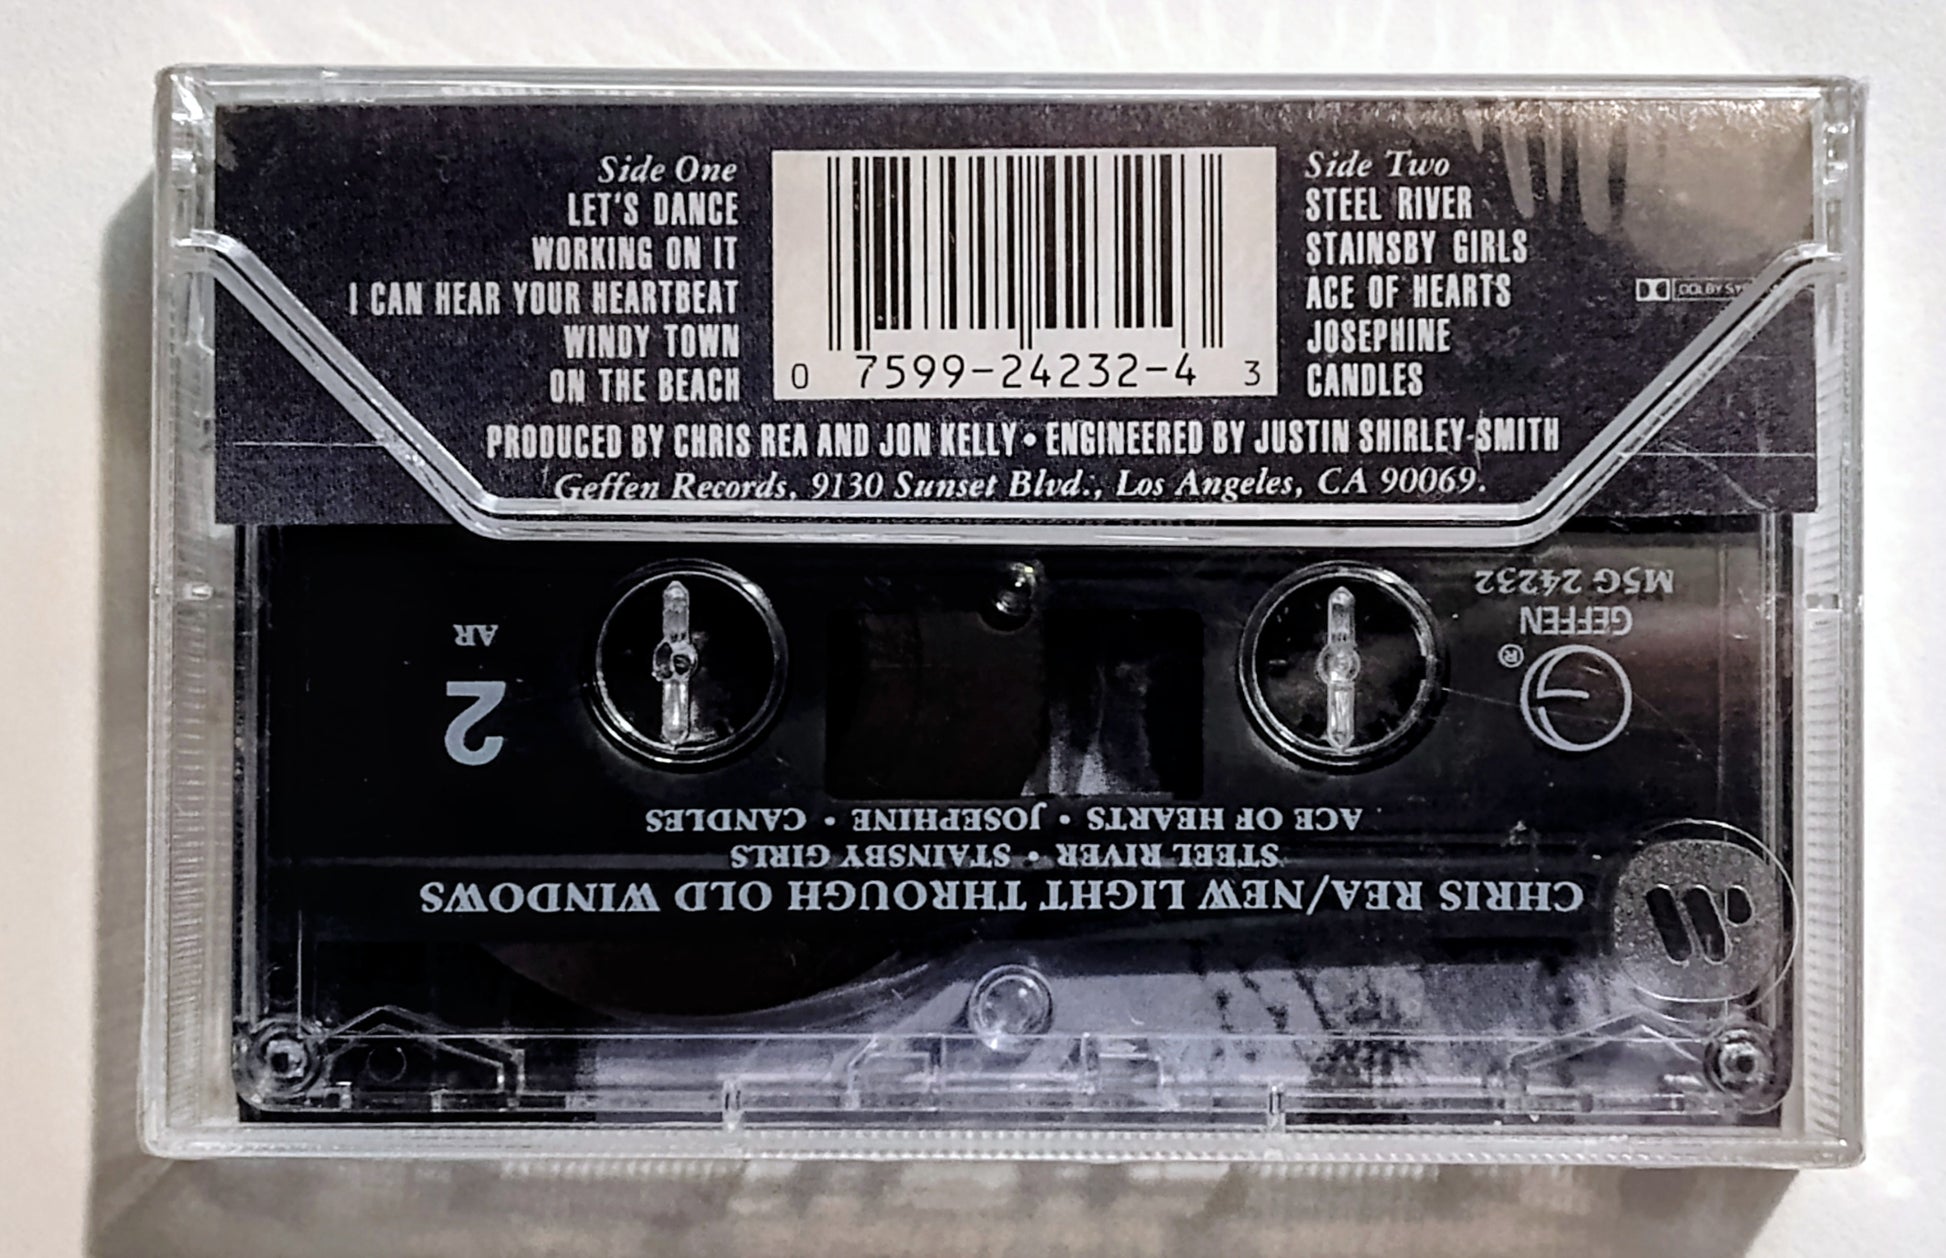 Side One
LET'S DANCE
WORKING ON IT
I CAN HEAR YOUR HEARTBEAT
WINDY TOWN
ON THE BEACH
0 7599-24232-4 3
Side Two
STEEL RIVER
STAINSBY GIRLS
ACE OF HEARTS
JOSEPHINE
CANDLES
DOLBY
PRODUCED BY CHRIS REA AND JON KELLY • ENGINEERED BY JUSTIN SHIRLEY-SMITH
Geffen Records, 9130 Sunset Blvd., Los Angeles, CA 90069.
CHRIS REA/NEW LIGHT THROUGH OLD WINDOWS
STEEL RIVER • STAINSBY GIRLS
ACE OF HEARTS • JOSEPHINE • CANDLES
®
GEFFEN
M5G 24232
2
AR